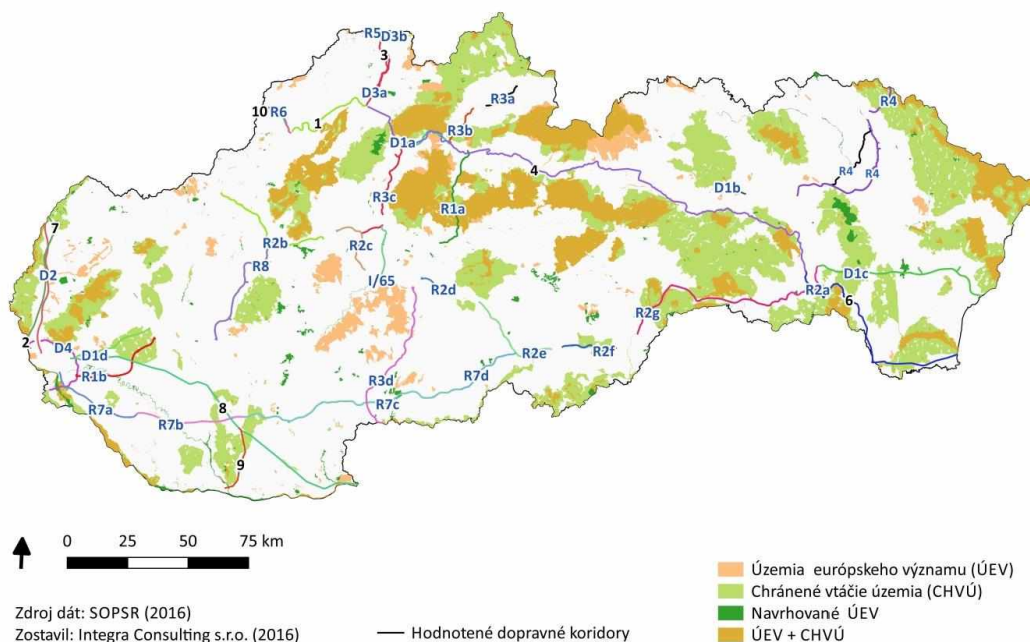 R5
D3b
3
D3a
R3a
R4
10
R6
1
R3b
D1a
4
R4
R4
D1b
R3c
R1a
7
R2b
R2c
R8
I/65
D2
R2d
D1c
R2a
6
R2g
2
D4
D1d
R2e
R2f
R1b
R3d
R7d
R7a
8
R7c
R7b
9
0 25 50 75 km
Územia európskeho významu (ÚEV)
Chránené vtáčie územia (CHVÚ)
Navrhované ÚEV
ÚEV + CHVÚ
Zdroj dát: SOPSR (2016)
Zostavil: Integra Consulting s.r.o. (2016)
Hodnotené dopravné koridory